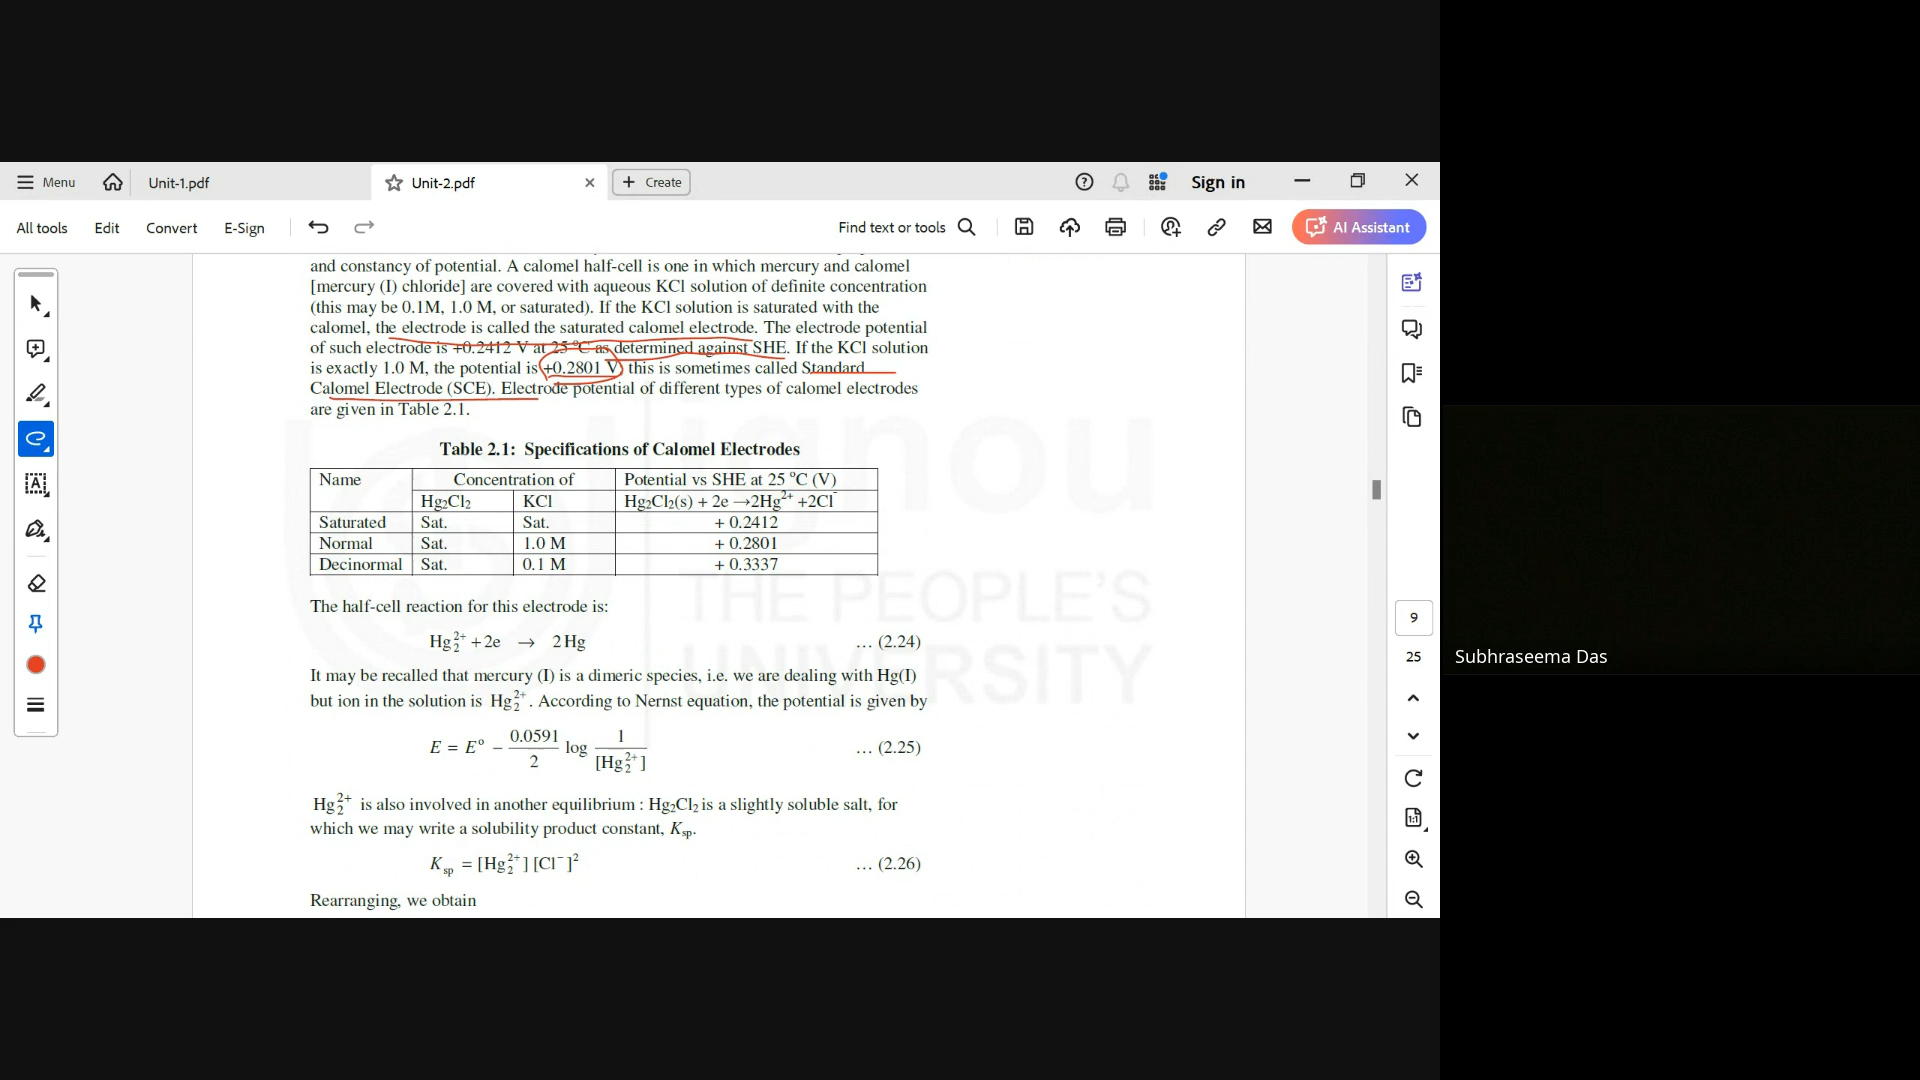 Menu
Unit-1.pdf
Unit-2.pdf
Create
Sign in
All tools
Edit
Convert
E-Sign
Find text or tools
AI Assistant
and constancy of potential. A calomel half-cell is one in which mercury and calomel
[mercury (I) chloride] are covered with aqueous KCl solution of definite concentration
(this may be 0.1M, 1.0 M, or saturated). If the KCl solution is saturated with the
calomel, the electrode is called the saturated calomel electrode. The electrode potential
of such electrode is +0.2412 V at 25 °C as determined against SHE. If the KCl solution
is exactly 1.0 M, the potential is +0.2801 V, this is sometimes called Standard
Calomel Electrode (SCE). Electrode potential of different types of calomel electrodes
are given in Table 2.1.
Table 2.1: Specifications of Calomel Electrodes
Name Concentration of Potential vs SHE at 25 °C (V)
Hg₂Cl₂ KCl Hg₂Cl₂(s) + 2e →2Hg²⁺ +2Cl⁻
Saturated Sat. Sat. + 0.2412
Normal Sat. 1.0 M + 0.2801
Decinormal Sat. 0.1 M + 0.3337
The half-cell reaction for this electrode is:
Hg₂²⁺ + 2e → 2 Hg … (2.24)
It may be recalled that mercury (I) is a dimeric species, i.e. we are dealing with Hg(I)
but ion in the solution is Hg₂²⁺. According to Nernst equation, the potential is given by
E = E° − 0.0591/2 log 1/[Hg₂²⁺] … (2.25)
Hg₂²⁺ is also involved in another equilibrium : Hg₂Cl₂ is a slightly soluble salt, for
which we may write a solubility product constant, Ksp.
Ksp = [Hg₂²⁺] [Cl⁻]² … (2.26)
Rearranging, we obtain
ignou
THE PEOPLE'S
UNIVERSITY
9
25
1:1
Subhraseema Das